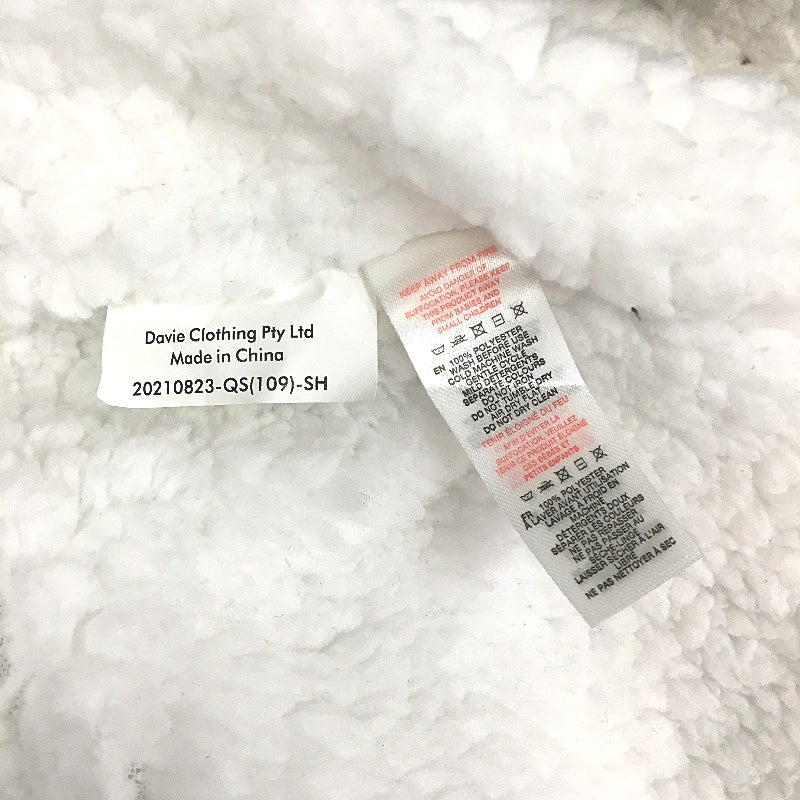 Davie Clothing Pty Ltd
Made in China
20210823-QS(109)-SH
KEEP AWAY FROM FIRE
AVOID DANGER OF
SUFFOCATION, PLEASE KEEP
THIS PRODUCT AWAY
FROM BABIES AND
SMALL CHILDREN
EN 100% POLYESTER
WASH BEFORE USE
COLD MACHINE WASH
GENTLE CYCLE
MILD DETERGENTS
SEPARATE COLOURS
DO NOT IRON
DO NOT TUMBLE DRY
AIR DRY FLAT
DO NOT DRY CLEAN
TENIR ÉLOIGNÉ DU FEU
AFIN D'ÉVITER LA
SUFFOCATION, VEUILLEZ
TENIR CE PRODUIT ÉLOIGNÉ
DES BÉBÉS ET
PETITS ENFANTS
FR 100% POLYESTER
À LAVER AVANT UTILISATION
LAVAGE À FROID EN
MACHINE
DÉTERGENTS DOUX
SÉPARER LES COULEURS
NE PAS REPASSER
NE PAS PASSER AU
SÈCHE-LINGE
LAISSER SÉCHER À L'AIR
LIBRE
NE PAS NETTOYER À SEC